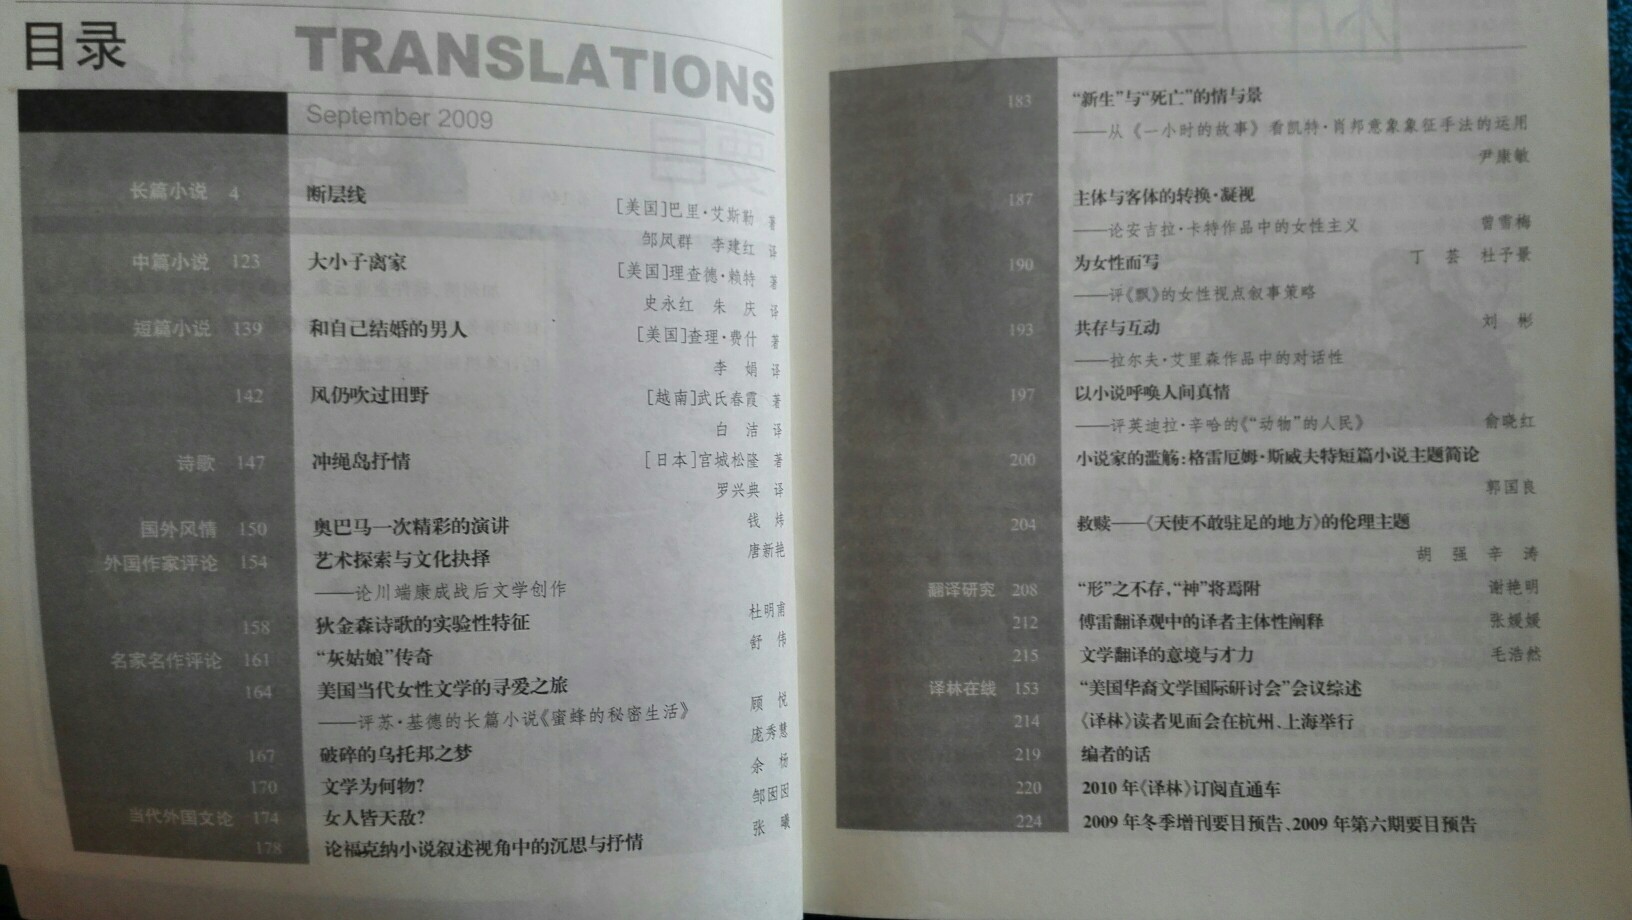 目录
TRANSLATIONS
September 2009
长篇小说 4 断层线
[美国]巴里·艾斯勒 著
邹凤群 李建红 译
中篇小说 123 大小子离家
[美国]理查德·赖特 著
史永红 朱 庆 译
短篇小说 139 和自己结婚的男人
[美国]查理·费什 著
李 娟 译
142 风仍吹过田野
[越南]武氏春霞 著
白 洁 译
诗歌 147 冲绳岛抒情
[日本]宫城松隆 著
罗兴典 译
国外风情 150 奥巴马一次精彩的演讲 钱 炜
外国作家评论 154 艺术探索与文化抉择 唐新艳
——论川端康成战后文学创作
158 狄金森诗歌的实验性特征 杜明甫
名家名作评论 161 “灰姑娘”传奇 舒 伟
164 美国当代女性文学的寻爱之旅
——评苏·基德的长篇小说《蜜蜂的秘密生活》 顾 悦
167 破碎的乌托邦之梦 庞秀慧
170 文学为何物? 余 杨
当代外国文论 174 女人皆天敌? 邹因因
178 论福克纳小说叙述视角中的沉思与抒情 张 曦
183 “新生”与“死亡”的情与景
——从《一小时的故事》看凯特·肖邦意象象征手法的运用
尹康敏
187 主体与客体的转换·凝视
——论安吉拉·卡特作品中的女性主义 曾雪梅
190 为女性而写 丁 芸 杜予景
——评《飘》的女性视点叙事策略
193 共存与互动 刘 彬
——拉尔夫·艾里森作品中的对话性
197 以小说呼唤人间真情
——评英迪拉·辛哈的《“动物”的人民》 俞晓红
200 小说家的滥觞:格雷厄姆·斯威夫特短篇小说主题简论
郭国良
204 救赎——《天使不敢驻足的地方》的伦理主题
胡 强 辛 涛
翻译研究 208 “形”之不存,“神”将焉附 谢艳明
212 傅雷翻译观中的译者主体性阐释 张媛媛
215 文学翻译的意境与才力 毛浩然
译林在线 153 “美国华裔文学国际研讨会”会议综述
214 《译林》读者见面会在杭州、上海举行
219 编者的话
220 2010年《译林》订阅直通车
224 2009年冬季增刊要目预告、2009年第六期要目预告